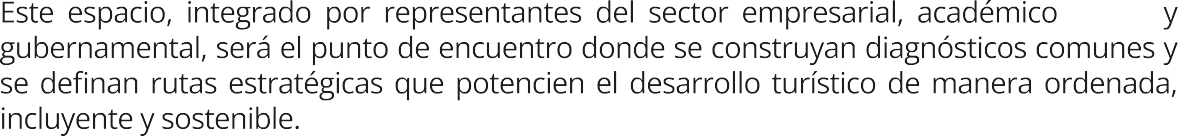 Este espacio, integrado por representantes del sector empresarial, académico y
gubernamental, será el punto de encuentro donde se construyan diagnósticos comunes y
se definan rutas estratégicas que potencien el desarrollo turístico de manera ordenada,
incluyente y sostenible.